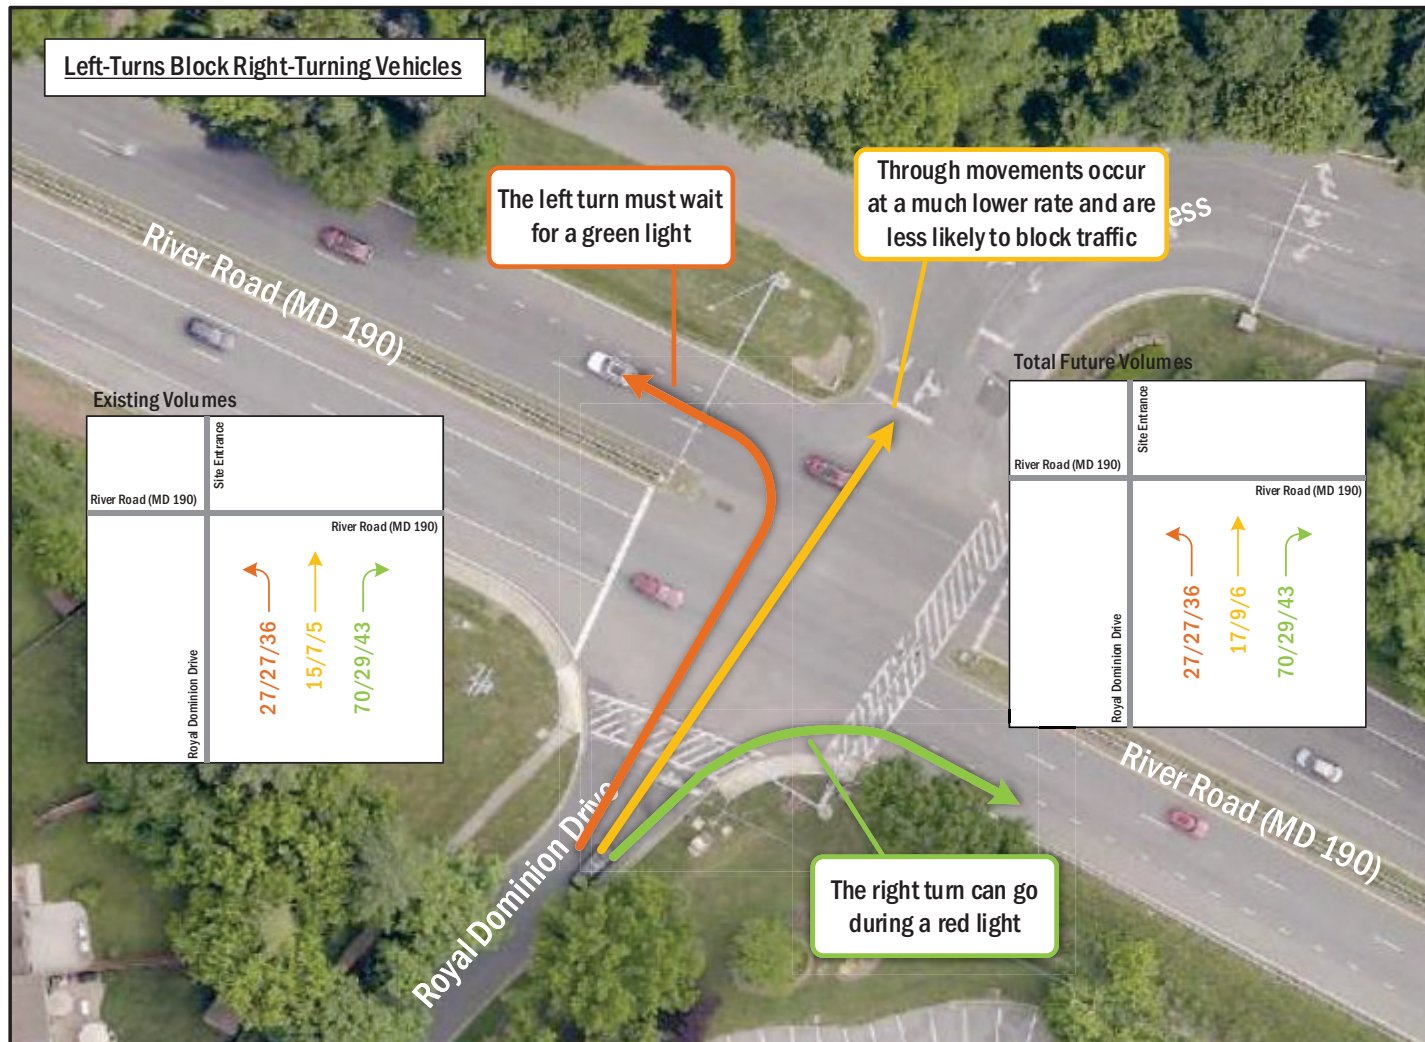 Left-Turns Block Right-Turning Vehicles
The left turn must wait
for a green light
Through movements occur
at a much lower rate and are
less likely to block traffic
River Road (MD 190)
Existing Volumes
Site Entrance
River Road (MD 190)
River Road (MD 190)
Royal Dominion Drive
27/27/36
15/7/5
70/29/43
Total Future Volumes
Site Entrance
River Road (MD 190)
River Road (MD 190)
Royal Dominion Drive
27/27/36
17/9/6
70/29/43
Royal Dominion Drive
River Road (MD 190)
The right turn can go
during a red light